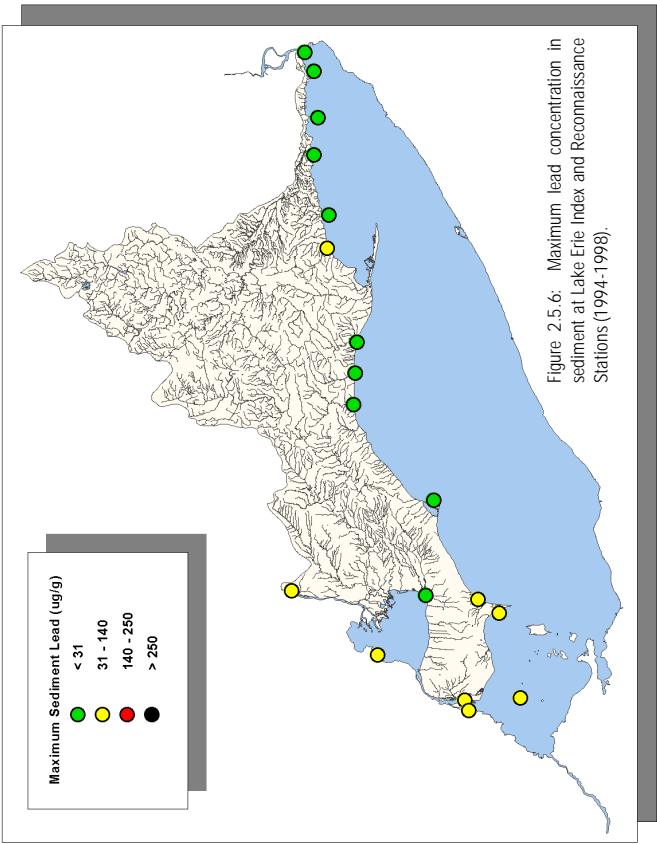 Maximum Sediment Lead (ug/g)
< 31
31 - 140
140 - 250
> 250
Figure 2.5.6: Maximum lead concentration in
sediment at Lake Erie Index and Reconnaissance
Stations (1994-1998).